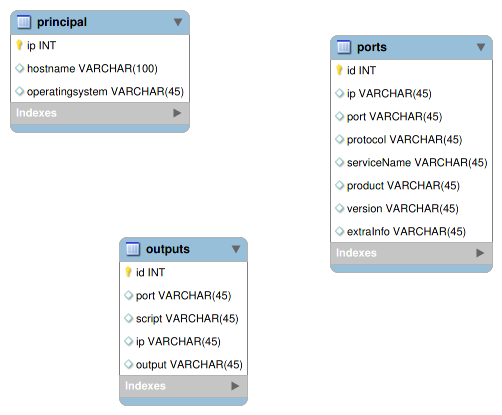 principal
ip INT
hostname VARCHAR(100)
operatingsystem VARCHAR(45)
Indexes
ports
id INT
ip VARCHAR(45)
port VARCHAR(45)
protocol VARCHAR(45)
serviceName VARCHAR(45)
product VARCHAR(45)
version VARCHAR(45)
extraInfo VARCHAR(45)
Indexes
outputs
id INT
port VARCHAR(45)
script VARCHAR(45)
ip VARCHAR(45)
output VARCHAR(45)
Indexes